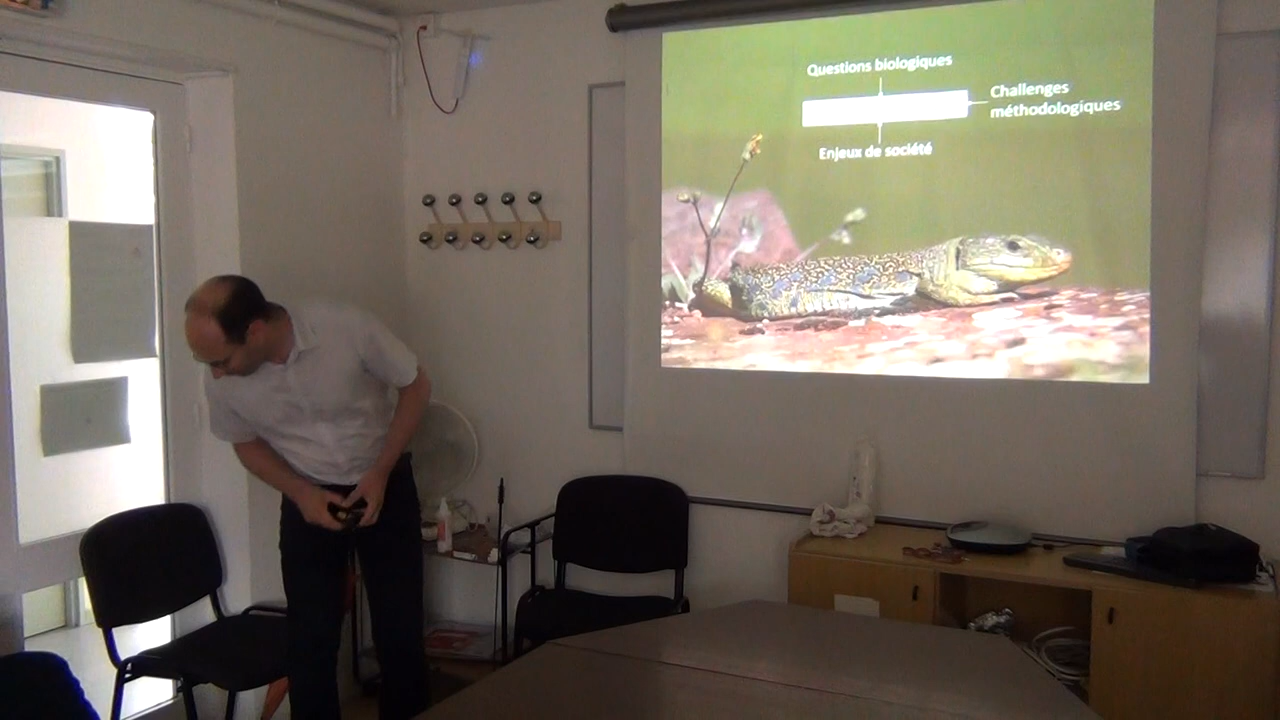 Questions biologiques
Challenges
méthodologiques
Enjeux de société